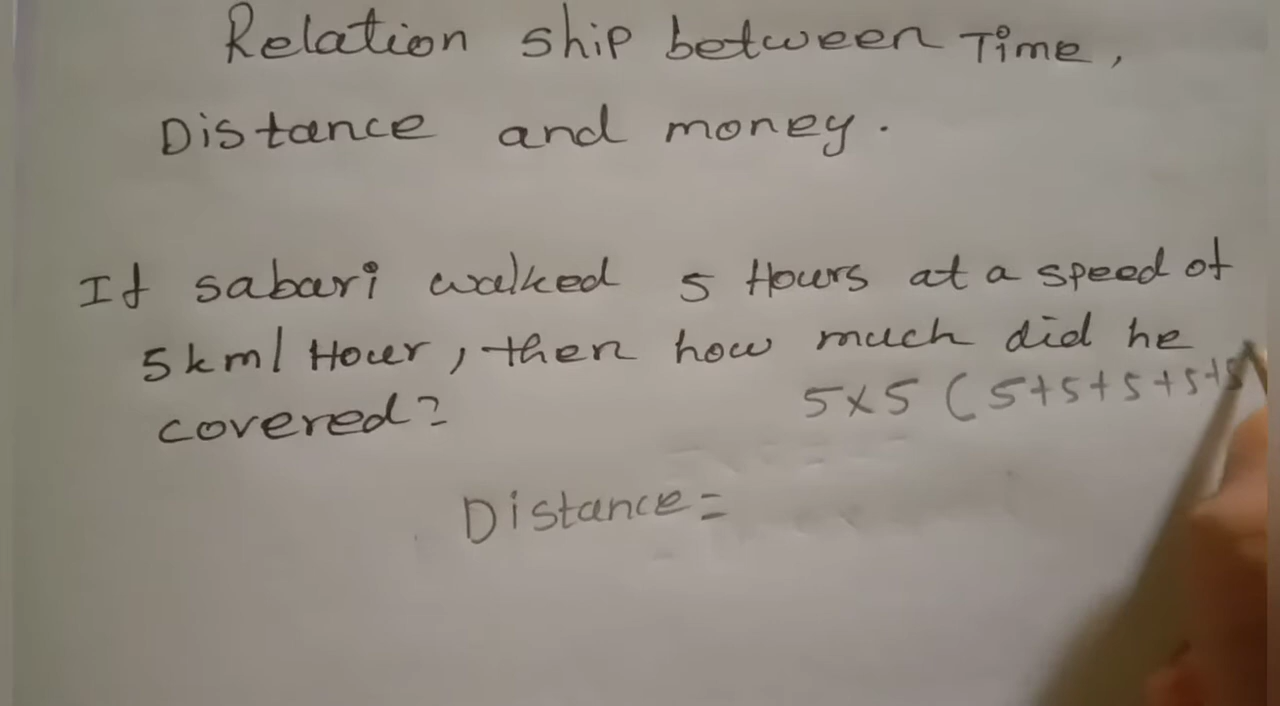 Relation ship between Time,
Distance and money.
If sabari walked 5 Hours at a speed of
5km/Hour, then how much did he
covered?
5x5 (5+5+5+5+5
Distance=